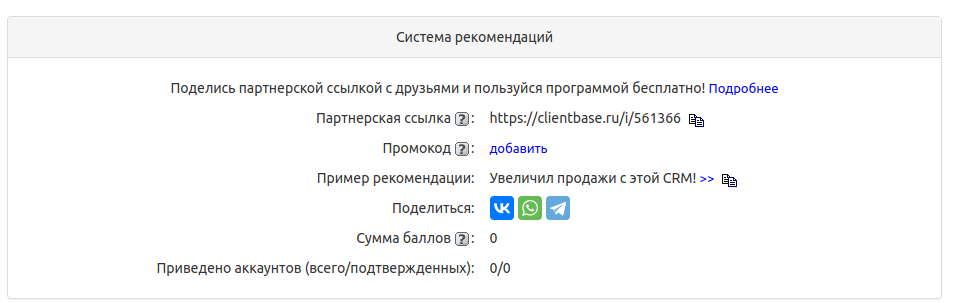 Система рекомендаций
Поделись партнерской ссылкой с друзьями и пользуйся программой бесплатно! Подробнее
Партнерская ссылка ?: https://clientbase.ru/i/561366
Промокод ?: добавить
Пример рекомендации: Увеличил продажи с этой CRM! >>
Поделиться:
Сумма баллов ?: 0
Приведено аккаунтов (всего/подтвержденных): 0/0